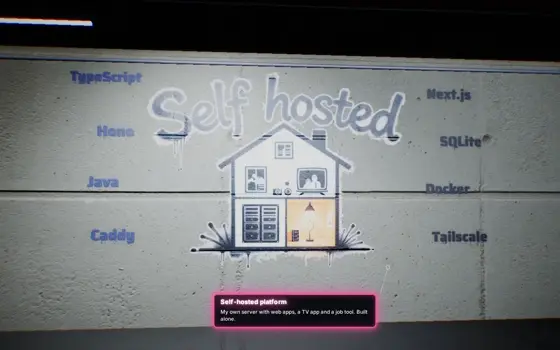 Self hosted
TypeScript
Hono
Java
Caddy
Next.js
SQLite
Docker
Tailscale
Self-hosted platform
My own server with web apps, a TV app and a job tool. Built
alone.